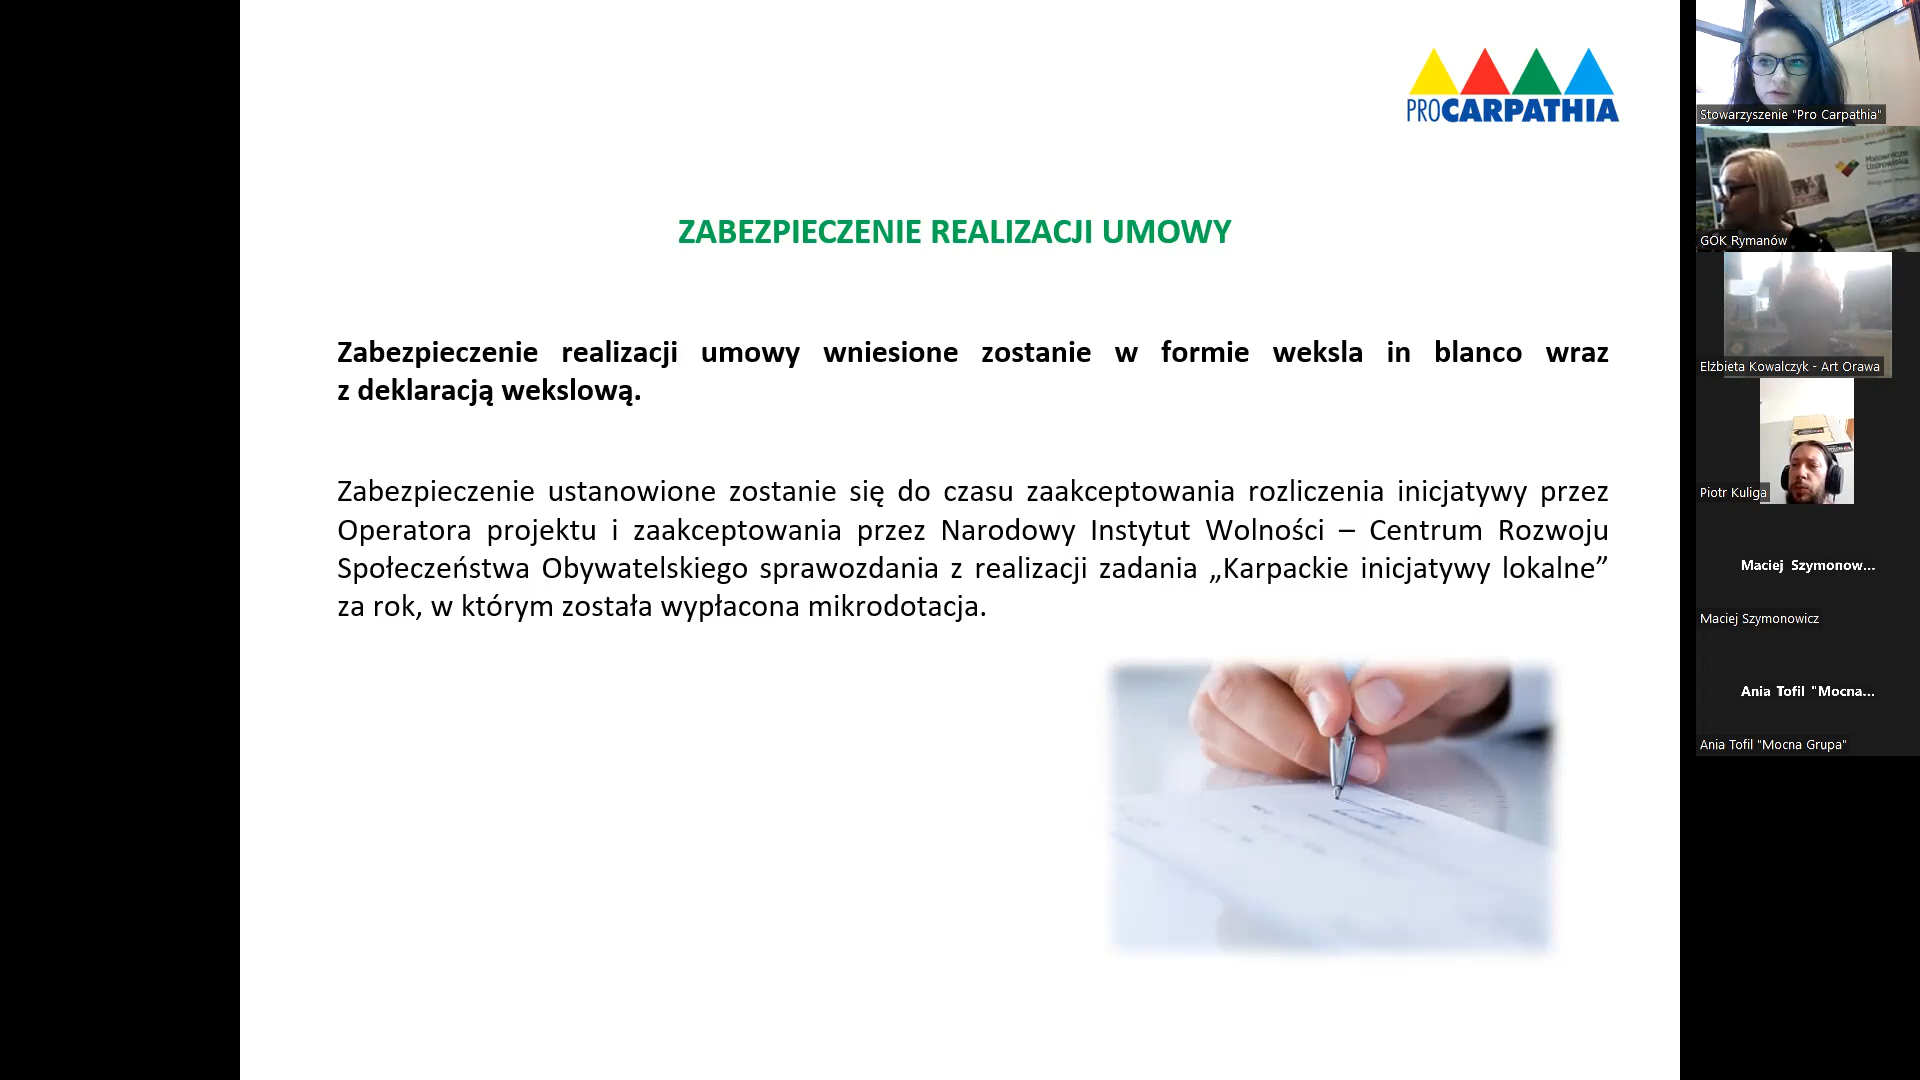 PROCARPATHIA
ZABEZPIECZENIE REALIZACJI UMOWY
Zabezpieczenie realizacji umowy wniesione zostanie w formie weksla in blanco wraz
z deklaracją wekslową.
Zabezpieczenie ustanowione zostanie się do czasu zaakceptowania rozliczenia inicjatywy przez
Operatora projektu i zaakceptowania przez Narodowy Instytut Wolności – Centrum Rozwoju
Społeczeństwa Obywatelskiego sprawozdania z realizacji zadania „Karpackie inicjatywy lokalne”
za rok, w którym została wypłacona mikrodotacja.
Stowarzyszenie "Pro Carpathia"
Malownicze
Uzdrowiska
GOK Rymanów
Elżbieta Kowalczyk - Art Orawa
Piotr Kuliga
Maciej Szymonow...
Maciej Szymonowicz
Ania Tofil "Mocna...
Ania Tofil "Mocna Grupa"